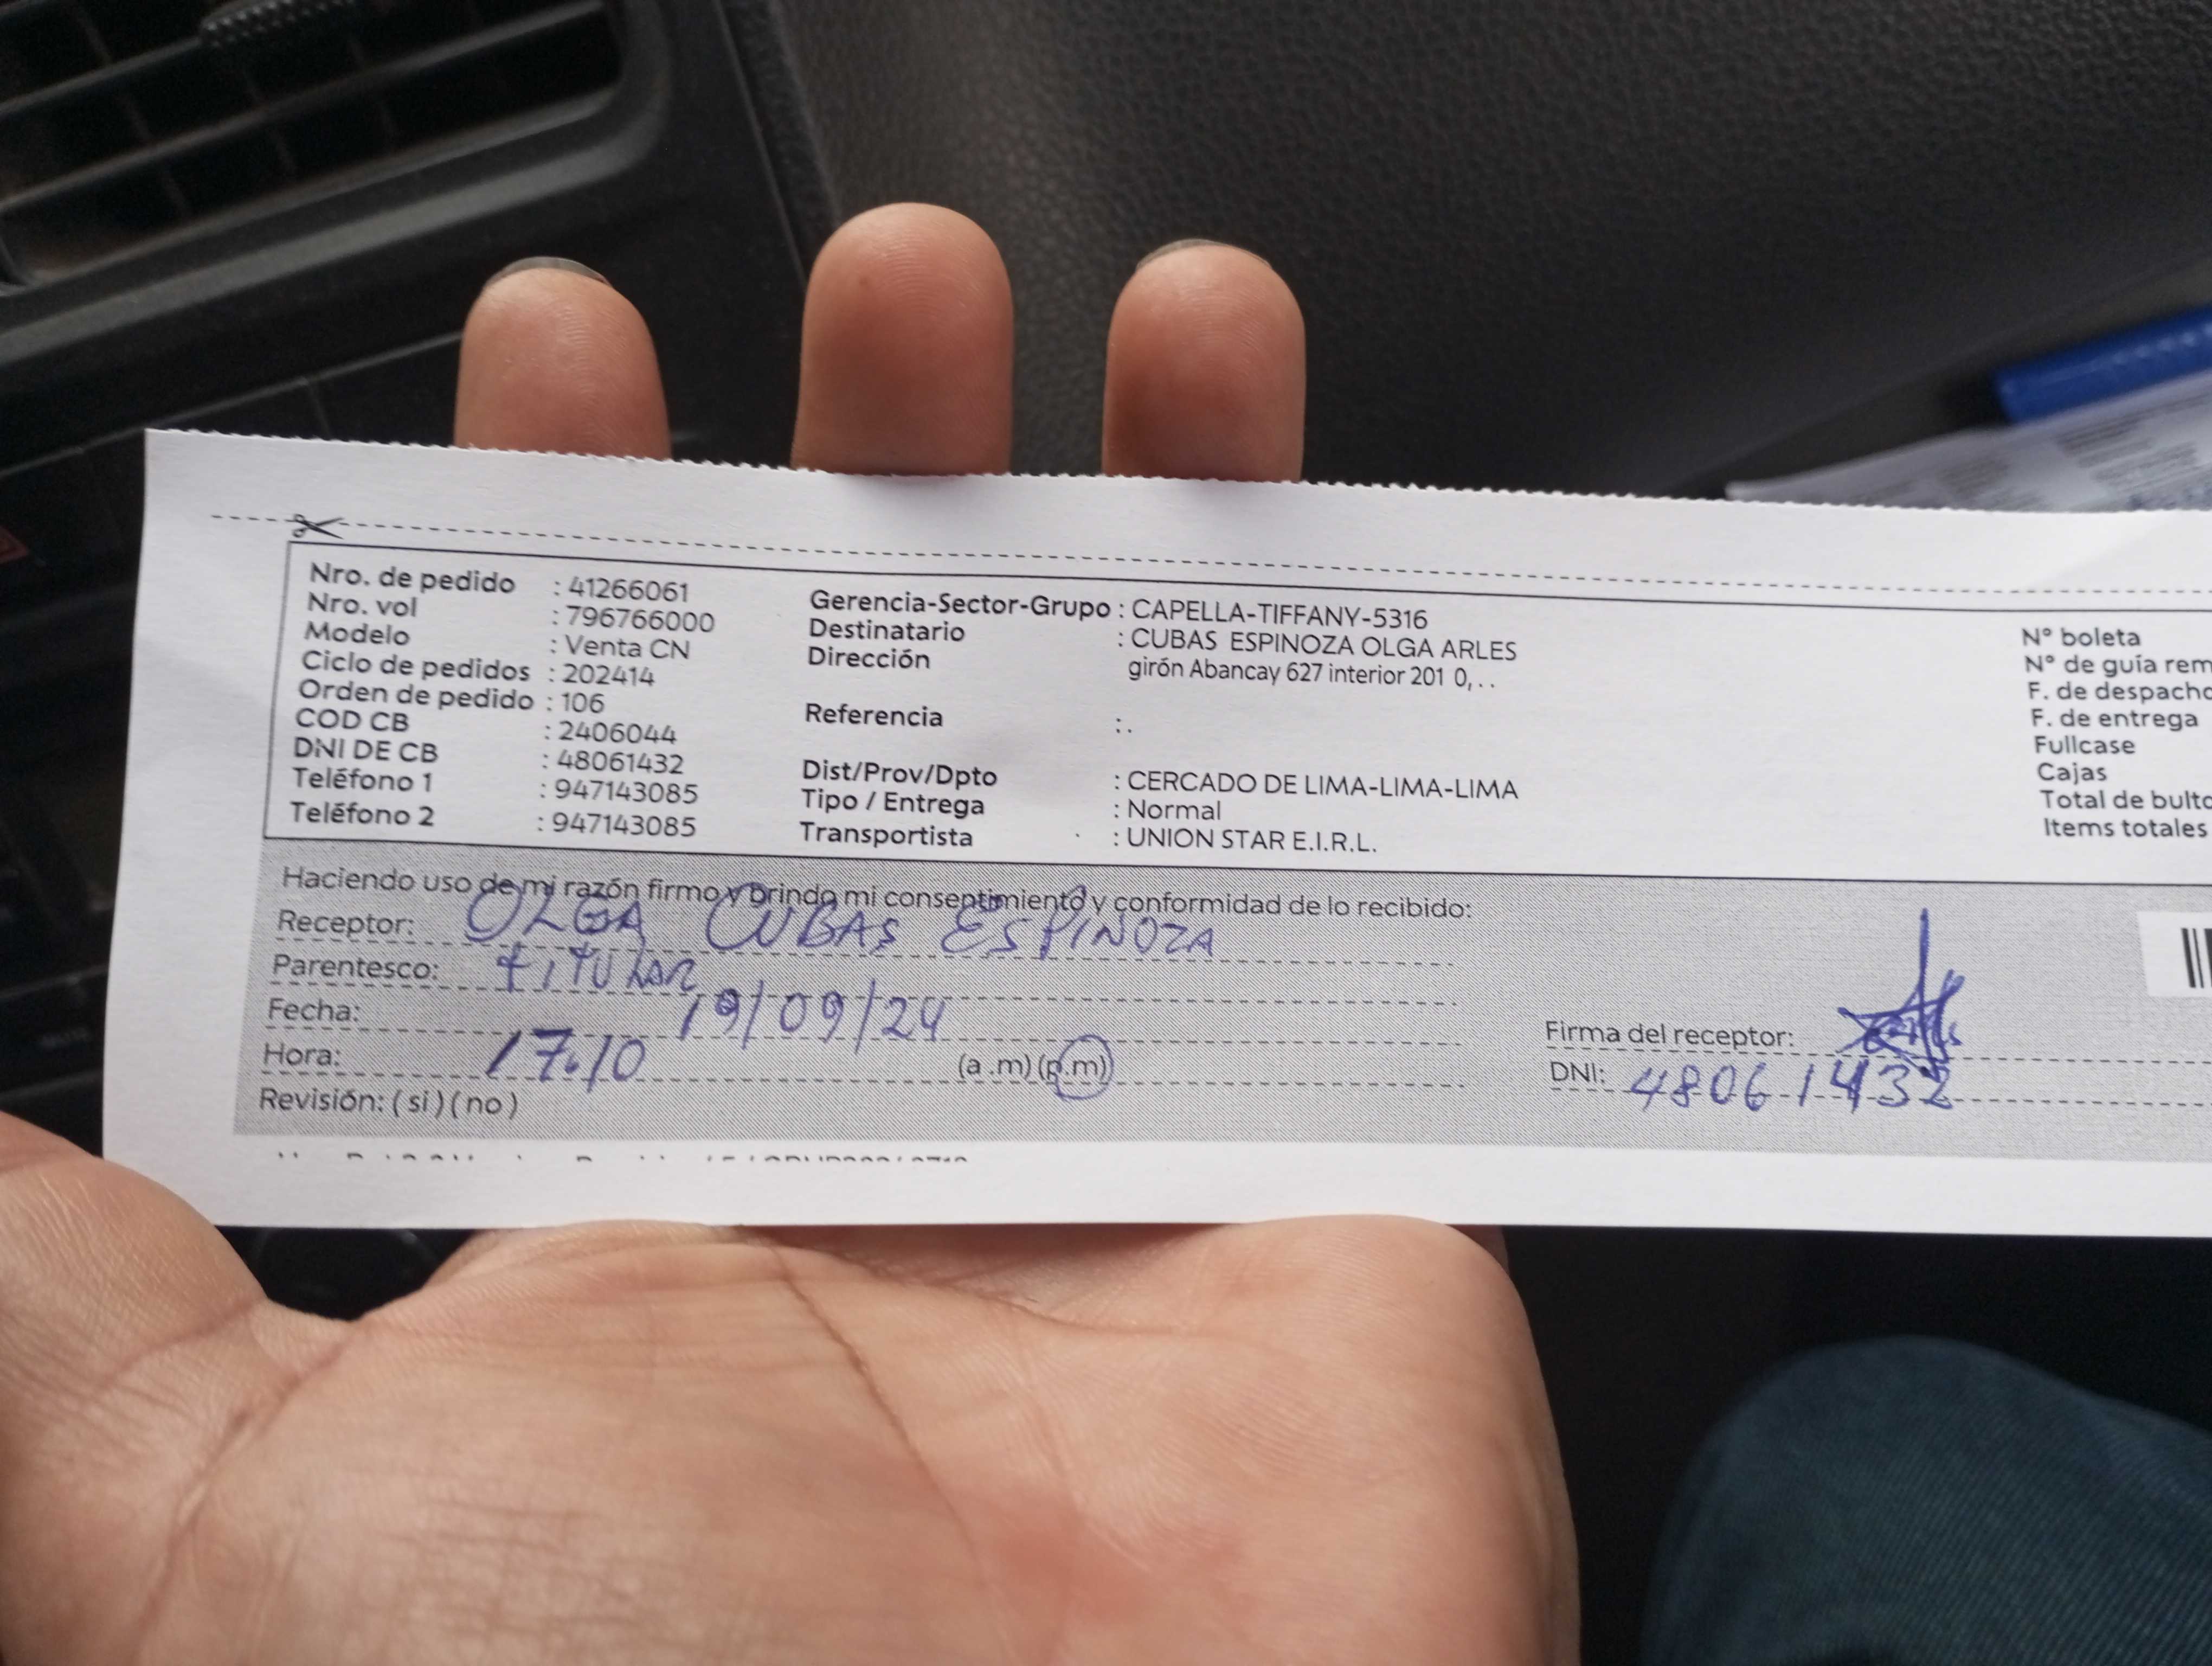 Nro. de pedido : 41266061
Nro. vol : 796766000
Modelo : Venta CN
Ciclo de pedidos : 202414
Orden de pedido : 106
COD CB : 2406044
DNI DE CB : 48061432
Teléfono 1 : 947143085
Teléfono 2 : 947143085
Gerencia-Sector-Grupo : CAPELLA-TIFFANY-5316
Destinatario : CUBAS ESPINOZA OLGA ARLES
Dirección girón Abancay 627 interior 201 0, . .
Referencia : .
Dist/Prov/Dpto : CERCADO DE LIMA-LIMA-LIMA
Tipo / Entrega : Normal
Transportista : UNION STAR E.I.R.L.
N° boleta
N° de guía rem
F. de despacho
F. de entrega
Fullcase
Cajas
Total de bulto
Items totales
Haciendo uso de mi razón firmo y brindo mi consentimiento y conformidad de lo recibido:
Receptor: OLGA CUBAS ESPINOZA
Parentesco: TITULAR
Fecha: 19/09/24
Hora: 17:10 (a .m) (p.m)
Revisión: ( si ) ( no )
Firma del receptor:
DNI: 48061432